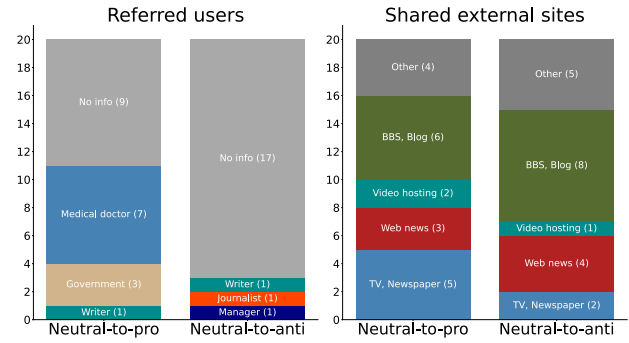 Referred users
20
18
16
14
12
10
8
6
4
2
0
No info (9)
Medical doctor (7)
Government (3)
Writer (1)
No info (17)
Writer (1)
Journalist (1)
Manager (1)
Neutral-to-pro
Neutral-to-anti
Shared external sites
20
18
16
14
12
10
8
6
4
2
0
Other (4)
BBS, Blog (6)
Video hosting (2)
Web news (3)
TV, Newspaper (5)
Other (5)
BBS, Blog (8)
Video hosting (1)
Web news (4)
TV, Newspaper (2)
Neutral-to-pro
Neutral-to-anti